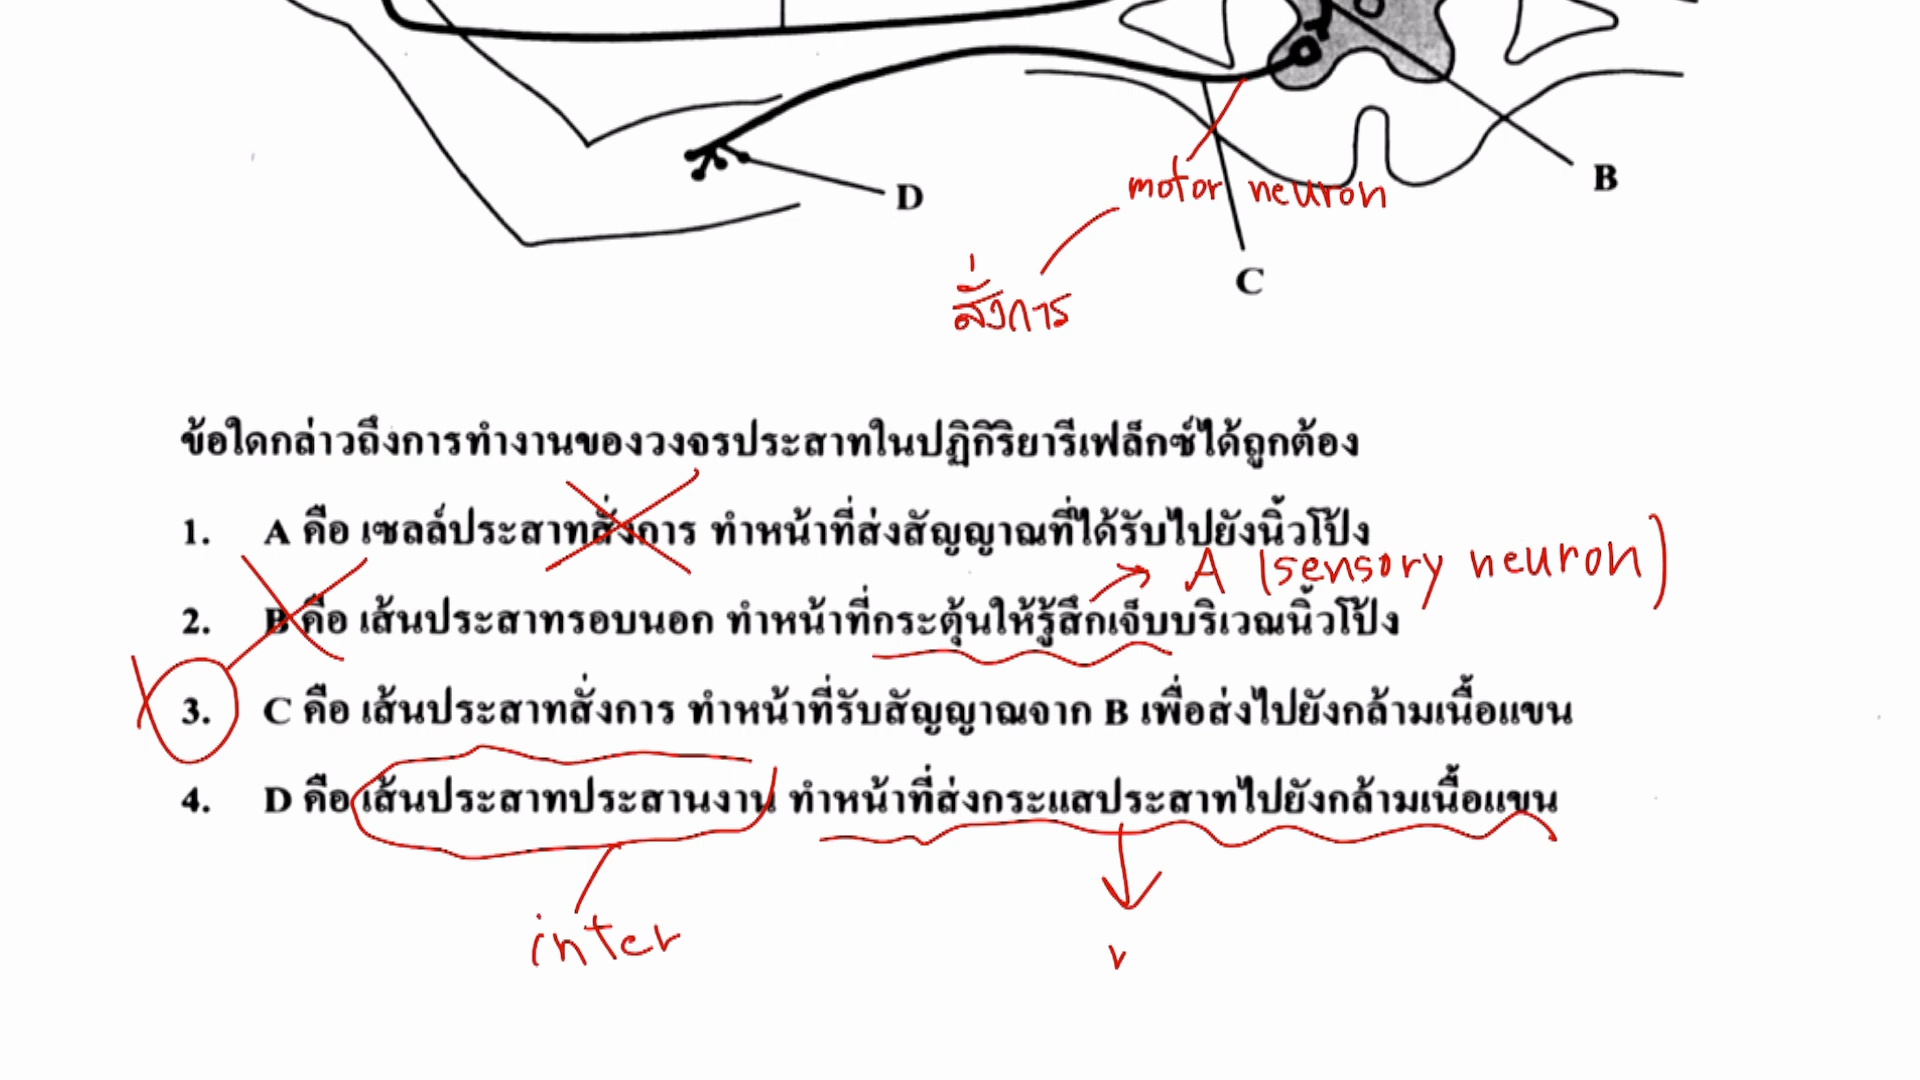 B
D
motor neuron
C
สั่งการ
ข้อใดกล่าวถึงการทำงานของวงจรประสาทในปฏิกิริยารีเฟล็กซ์ได้ถูกต้อง
1. A คือ เซลล์ประสาทสั่งการ ทำหน้าที่ส่งสัญญาณที่ได้รับไปยังนิ้วโป้ง
A (sensory neuron)
2. B คือ เส้นประสาทรอบนอก ทำหน้าที่กระตุ้นให้รู้สึกเจ็บบริเวณนิ้วโป้ง
3. C คือ เส้นประสาทสั่งการ ทำหน้าที่รับสัญญาณจาก B เพื่อส่งไปยังกล้ามเนื้อแขน
4. D คือ เส้นประสาทประสานงาน ทำหน้าที่ส่งกระแสประสาทไปยังกล้ามเนื้อแขน
inter